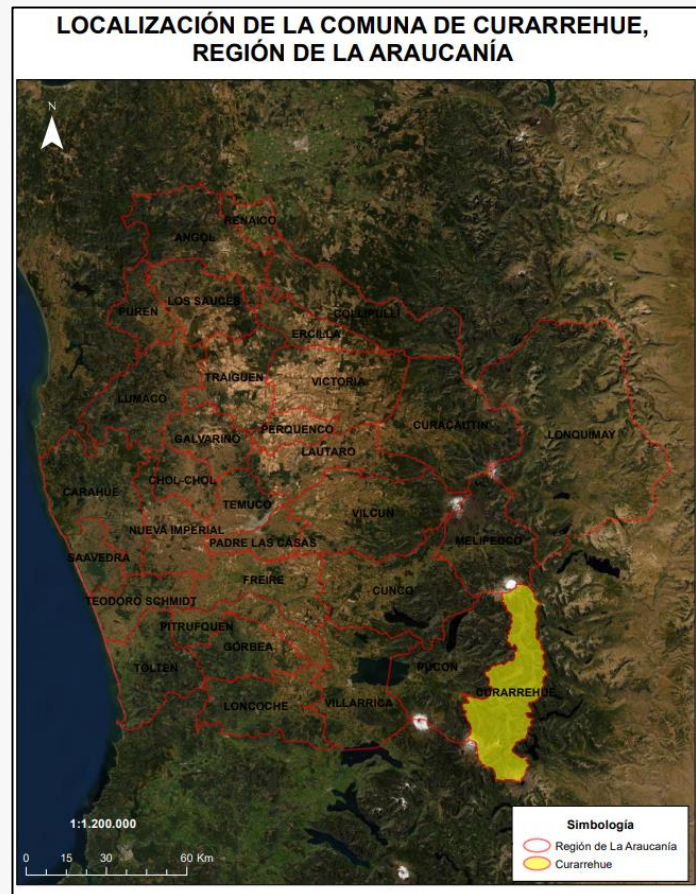 LOCALIZACIÓN DE LA COMUNA DE CURARREHUE,
REGIÓN DE LA ARAUCANÍA
N
RENAICO
ANGOL
LOS SAUCES
PUREN
COLLIPULLI
ERCILLA
TRAIGUEN
VICTORIA
LUMACO
CURACAUTIN
PERQUENCO
LONQUIMAY
GALVARINO
LAUTARO
CHOL-CHOL
CARAHUE
TEMUCO
VILCUN
NUEVA IMPERIAL
PADRE LAS CASAS
MELIPEUCO
SAAVEDRA
FREIRE
CUNCO
TEODORO SCHMIDT
PITRUFQUEN
GORBEA
TOLTEN
PUCON
CURARREHUE
LONCOCHE
VILLARRICA
1:1.200.000
0 15 30 60 Km
Simbología
Región de La Araucanía
Curarrehue